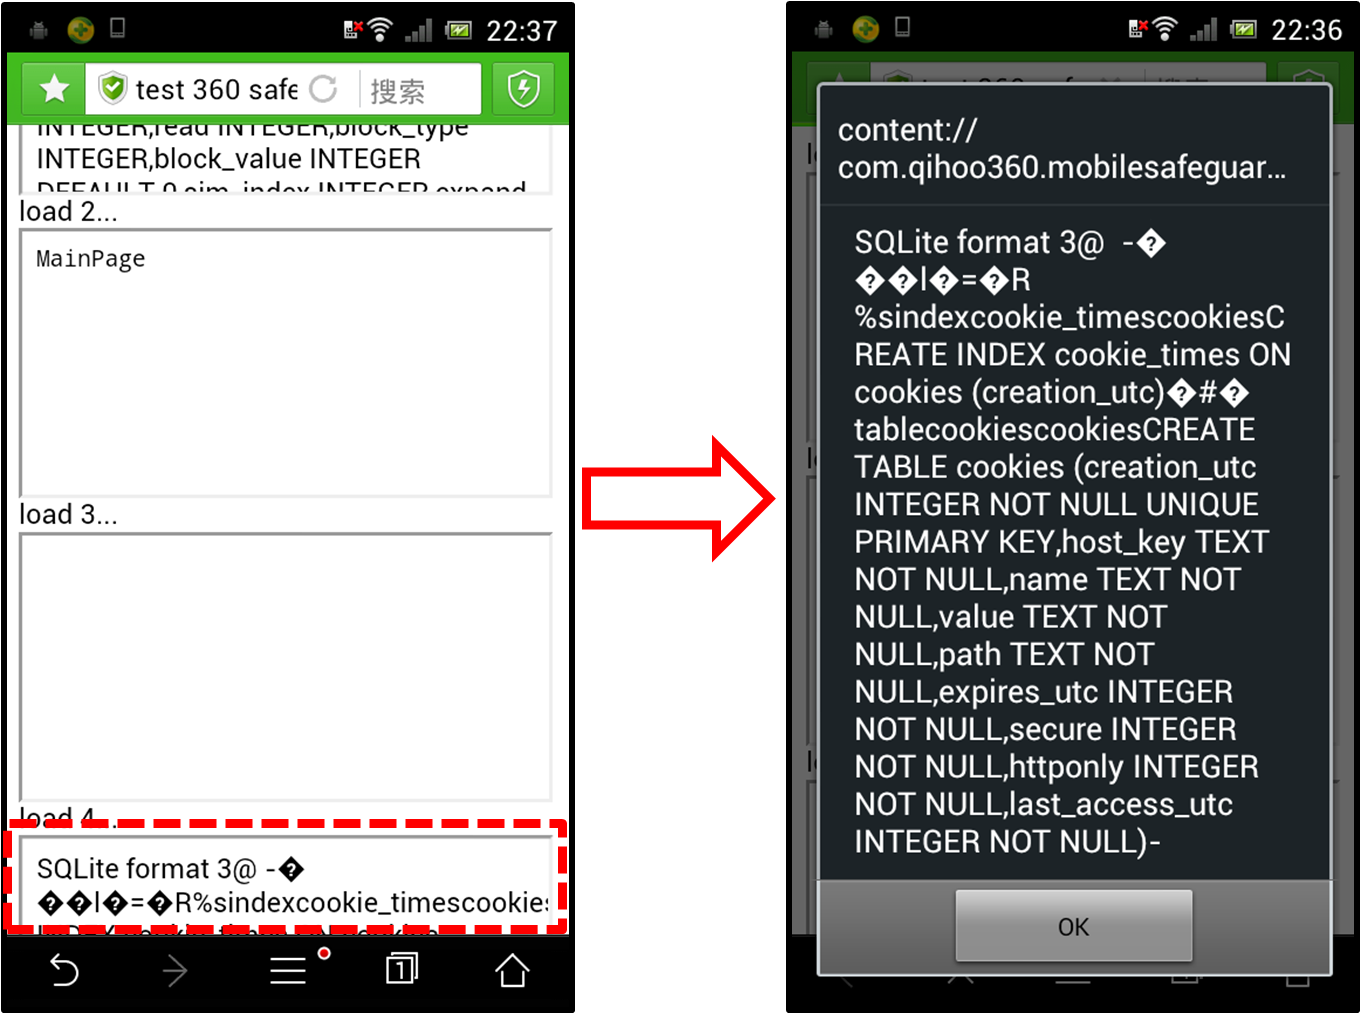 22:37
test 360 safe
搜索
INTEGER,read INTEGER,block_type
INTEGER,block_value INTEGER
DEFAULT 0,sim_index INTEGER,expand
load 2...
MainPage
load 3...
load 4...
SQLite format 3@ -�
��l�=�R%sindexcookie_timescookies
1
22:36
content://
com.qihoo360.mobilesafeguar...
SQLite format 3@ -�
��l�=�R
%sindexcookie_timescookiesC
REATE INDEX cookie_times ON
cookies (creation_utc)�#�
tablecookiescookiesCREATE
TABLE cookies (creation_utc
INTEGER NOT NULL UNIQUE
PRIMARY KEY,host_key TEXT
NOT NULL,name TEXT NOT
NULL,value TEXT NOT
NULL,path TEXT NOT
NULL,expires_utc INTEGER
NOT NULL,secure INTEGER
NOT NULL,httponly INTEGER
NOT NULL,last_access_utc
INTEGER NOT NULL)-
OK